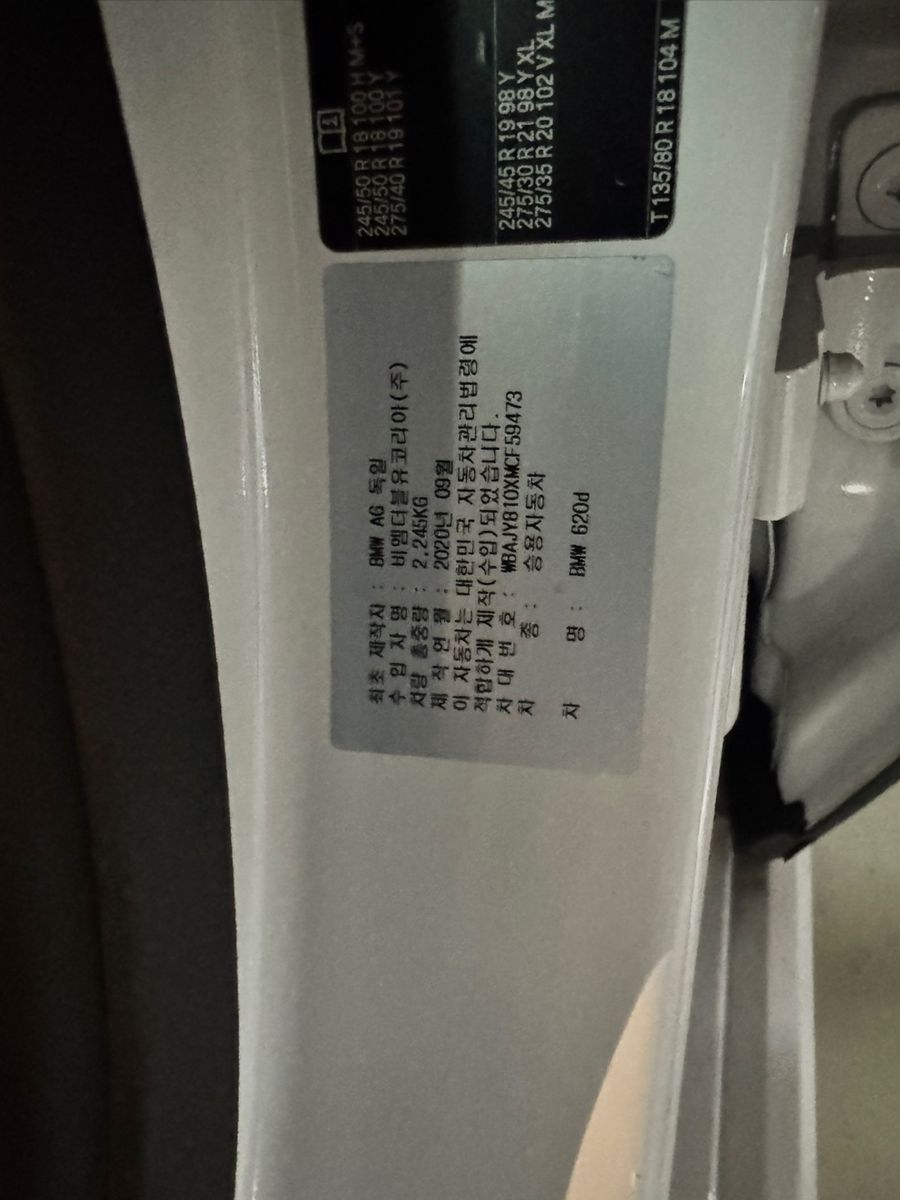 245/50 R 18 100 H M+S
245/50 R 18 100 Y
275/40 R 19 101 Y
245/45 R 19 98 Y
275/30 R 21 98 Y XL
275/35 R 20 102 V XL M
T 135/80 R 18 104 M
최초 제작자 : BMW AG 독일
수 입 자 명 : 비엠더블유코리아(주)
차량 총중량 : 2,245KG
제 작 연 월 : 2020년 09월
이 자동차는 대한민국 자동차관리법령에
적합하게 제작(수입)되었습니다.
차 대 번 호 : WBAJY810XMCF59473
차 종 : 승용자동차
차 명 : BMW 620d